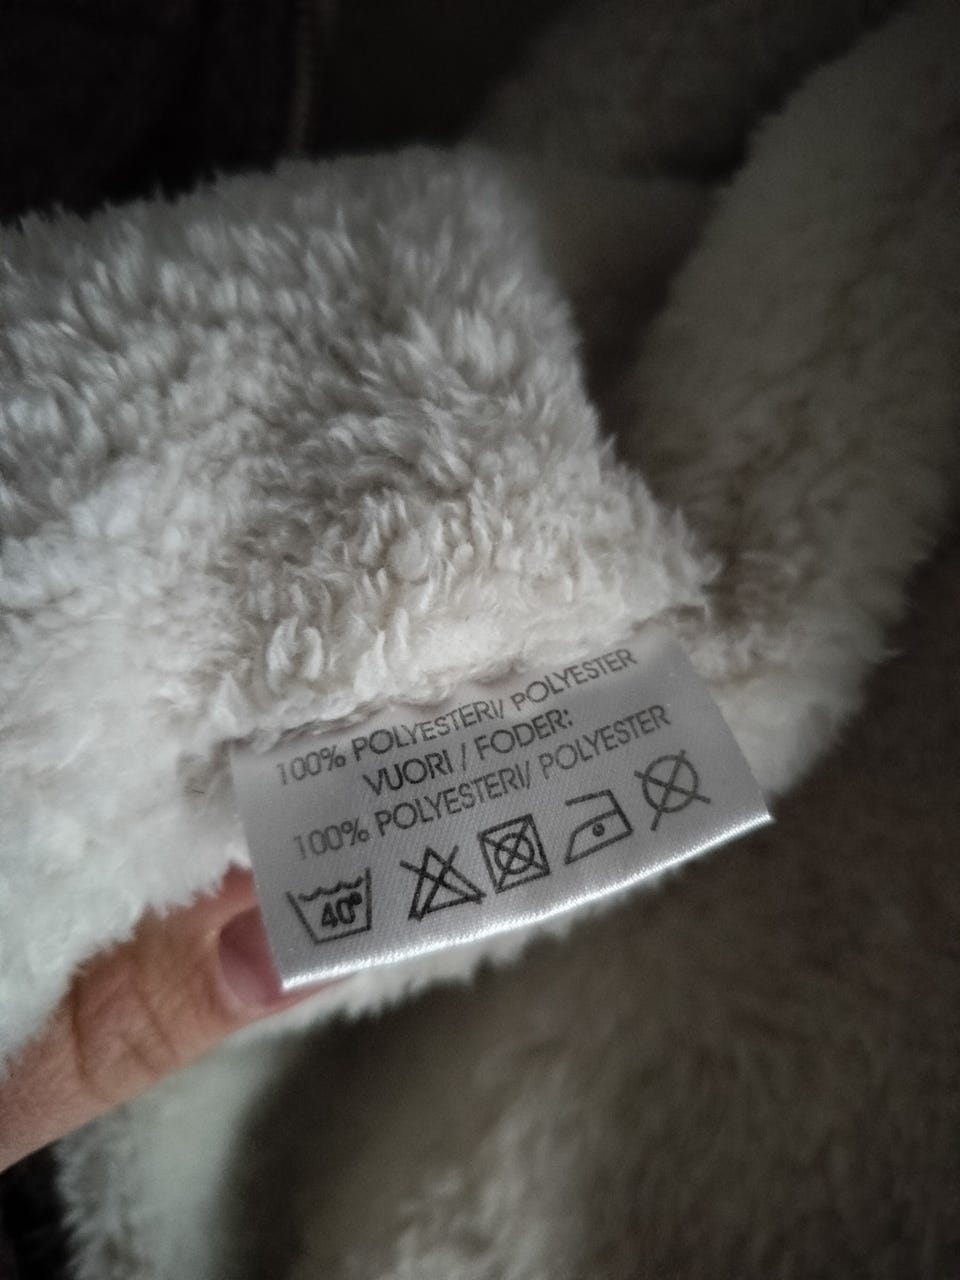 100% POLYESTERI/ POLYESTER
VUORI / FODER:
100% POLYESTERI/ POLYESTER
40°